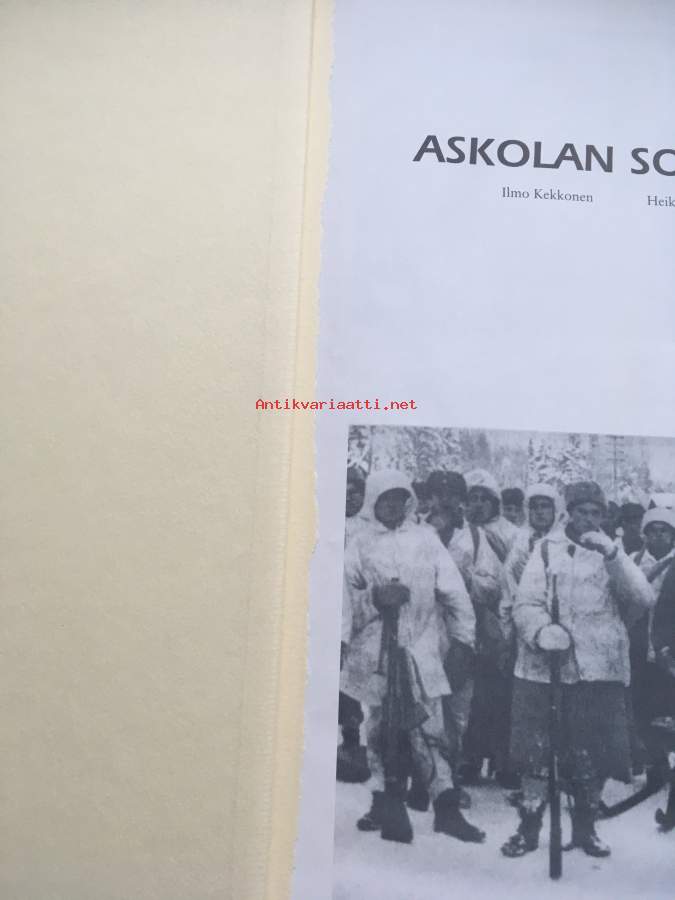 ASKOLAN SO
Ilmo Kekkonen Heik
Antikvariaatti.net